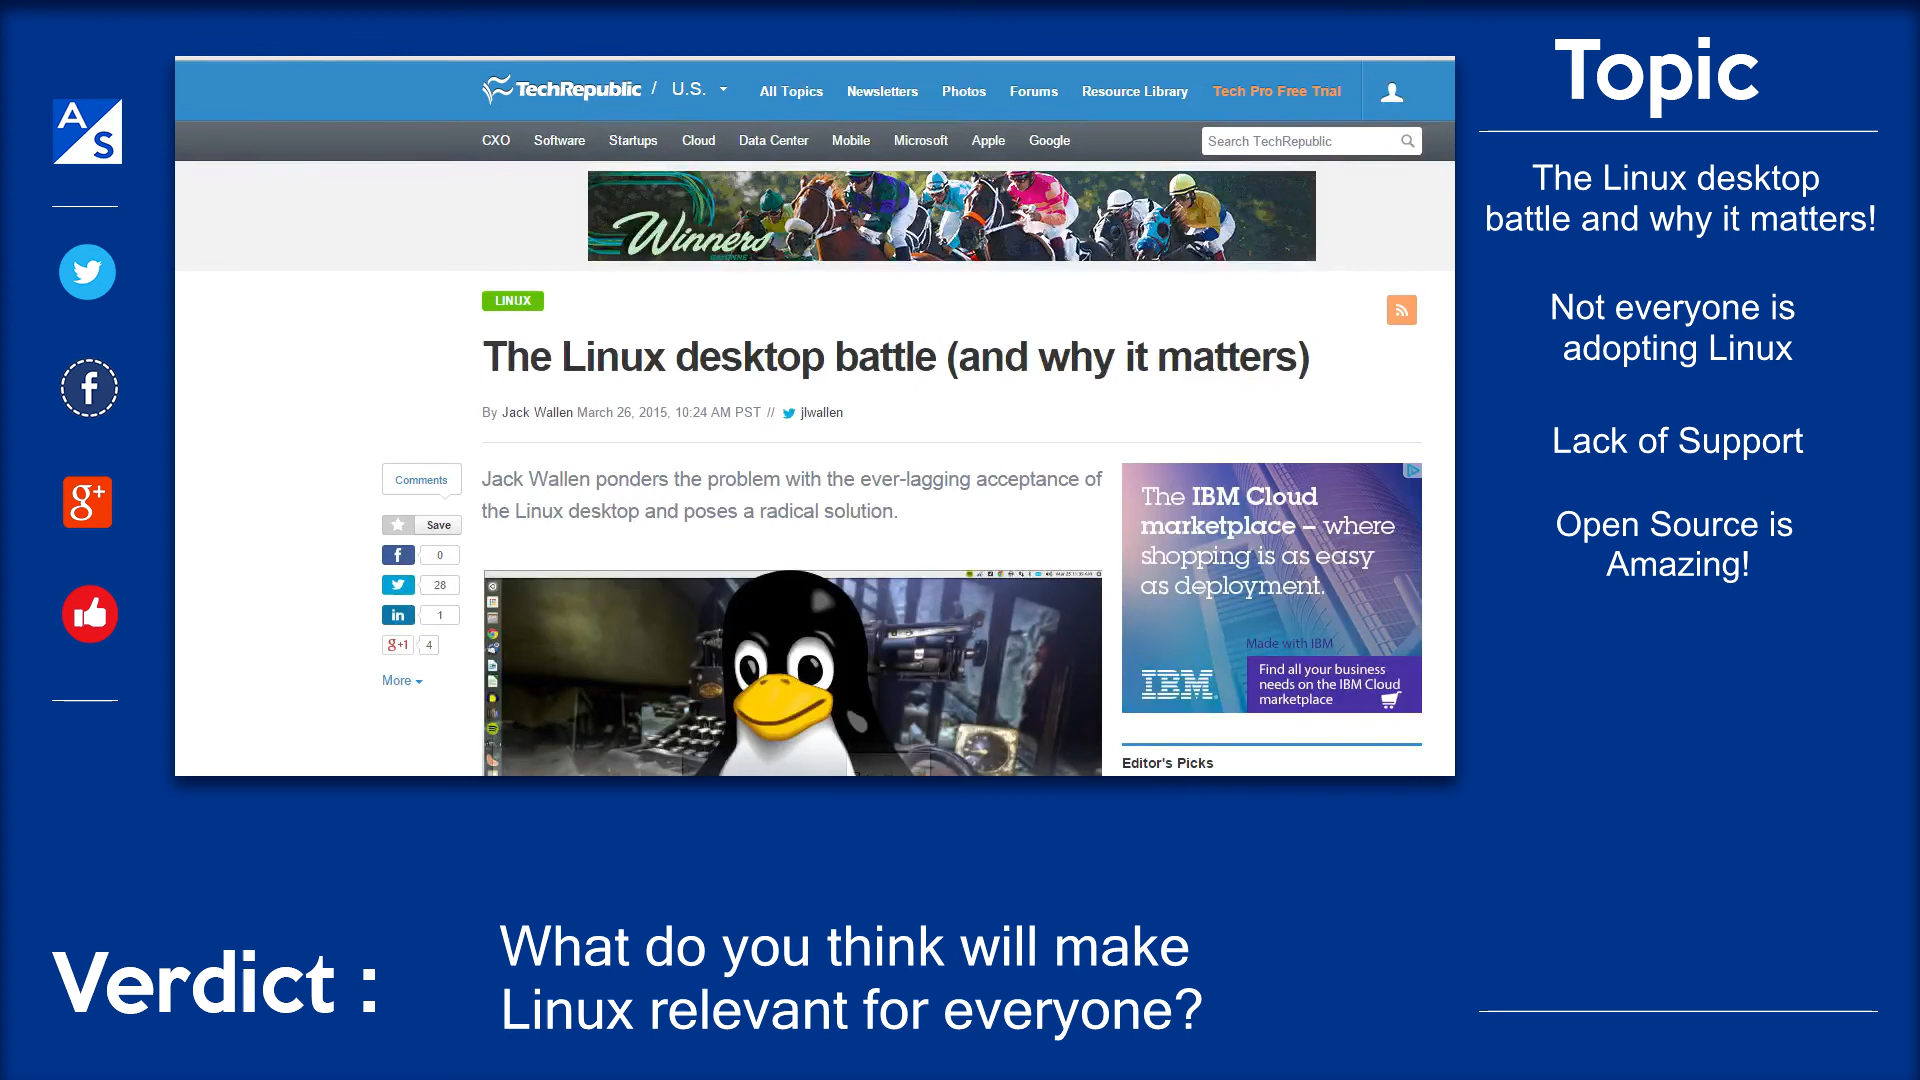 Topic
The Linux desktop
battle and why it matters!
Not everyone is
adopting Linux
Lack of Support
Open Source is
Amazing!
A
S
f
g+
TechRepublic / U.S.
All Topics Newsletters Photos Forums Resource Library Tech Pro Free Trial
CXO Software Startups Cloud Data Center Mobile Microsoft Apple Google
Search TechRepublic
Winners
LINUX
The Linux desktop battle (and why it matters)
By Jack Wallen March 26, 2015, 10:24 AM PST // jlwallen
Comments
Save
f 0
28
in 1
g+1 4
More
Jack Wallen ponders the problem with the ever-lagging acceptance of
the Linux desktop and poses a radical solution.
The IBM Cloud
marketplace – where
shopping is as easy
as deployment.
Made with IBM
IBM.
Find all your business
needs on the IBM Cloud
marketplace
Editor's Picks
Verdict :
What do you think will make
Linux relevant for everyone?